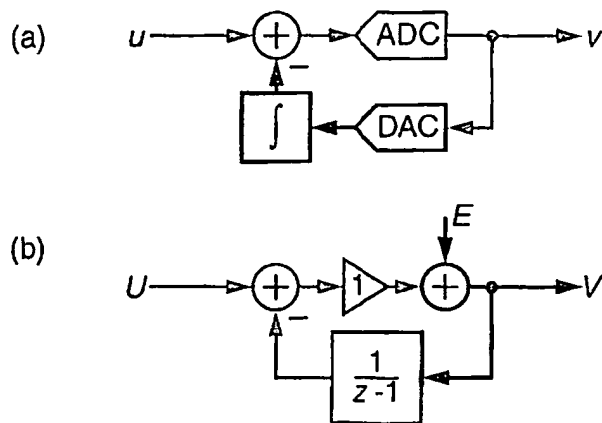 (a)
u + ADC v
−
∫ DAC
(b)
E
U + 1 + V
−
1
z - 1